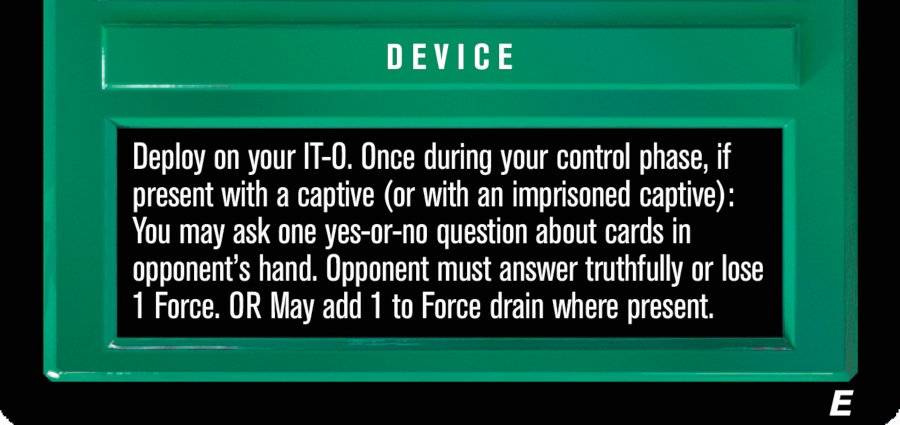 DEVICE
Deploy on your IT-O. Once during your control phase, if
present with a captive (or with an imprisoned captive):
You may ask one yes-or-no question about cards in
opponent's hand. Opponent must answer truthfully or lose
1 Force. OR May add 1 to Force drain where present.
E